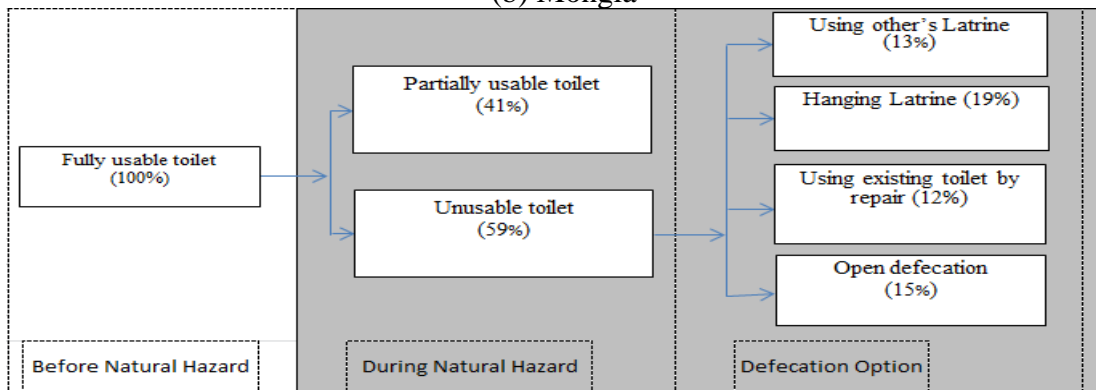 (b) Mongla
Fully usable toilet
(100%)
Partially usable toilet
(41%)
Unusable toilet
(59%)
Using other’s Latrine
(13%)
Hanging Latrine (19%)
Using existing toilet by
repair (12%)
Open defecation
(15%)
Before Natural Hazard
During Natural Hazard
Defecation Option